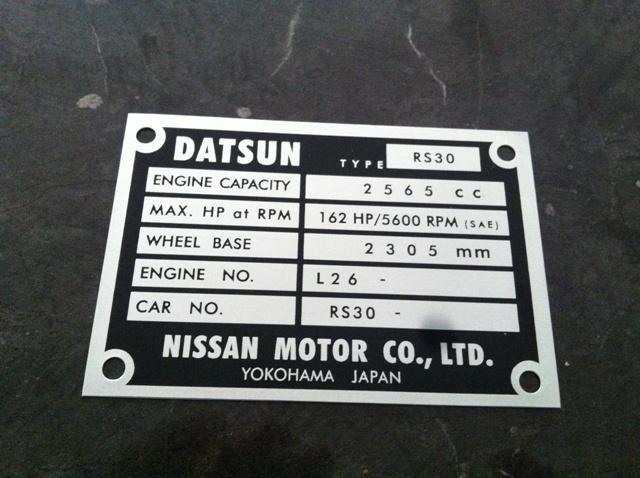 DATSUN TYPE RS30
ENGINE CAPACITY 2565 cc
MAX. HP at RPM 162 HP/5600 RPM (SAE)
WHEEL BASE 2305 mm
ENGINE NO. L26 -
CAR NO. RS30 -
NISSAN MOTOR CO., LTD.
YOKOHAMA JAPAN